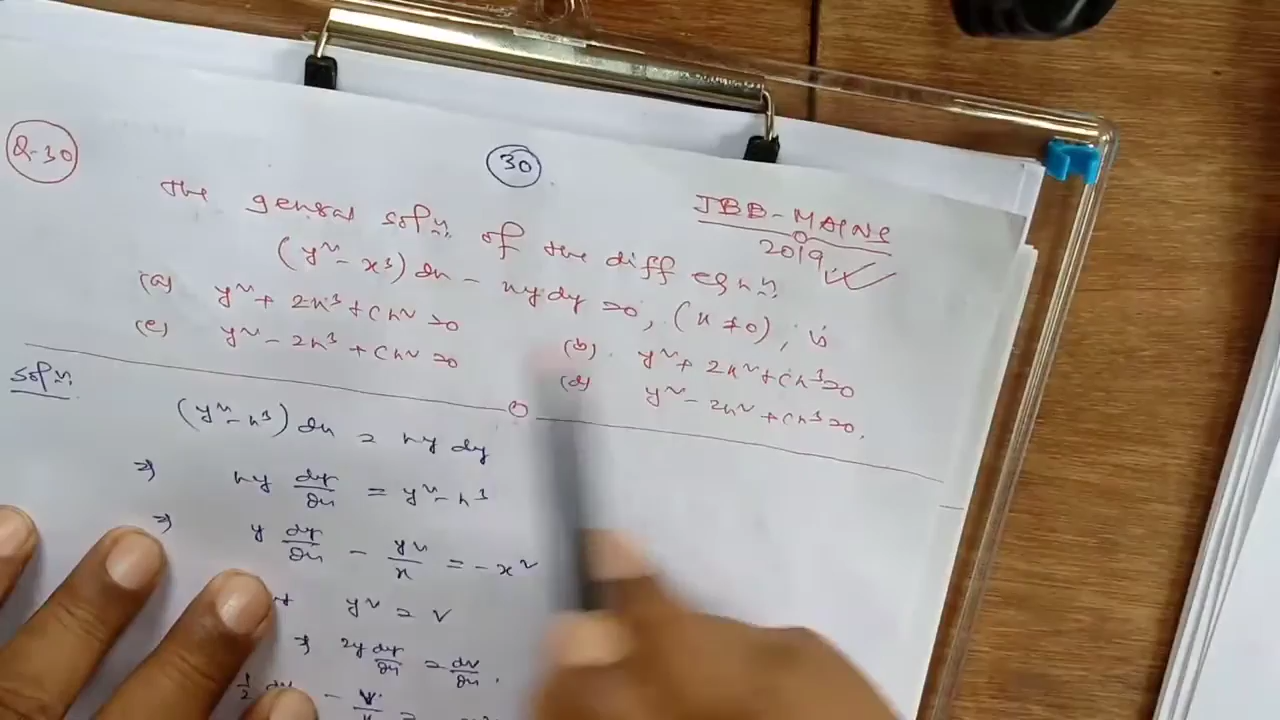 Q.30
30
JEE-MAINS
2019
The general solⁿ. of the diff eqnⁿ.
(y² - x³) dx - xy dy = 0, (x ≠ 0), is
(a) y² + 2x³ + cx² = 0
(b) y² + 2x² + cx³ = 0
(c) y² - 2x³ + cx² = 0
(d) y² - 2x² + cx³ = 0.
Solⁿ.
(y² - x³) dx = xy dy
⇒ xy dy/dx = y² - x³
⇒ y dy/dx - y²/x = -x²
y² = v
⇒ 2y dy/dx = dv/dx.